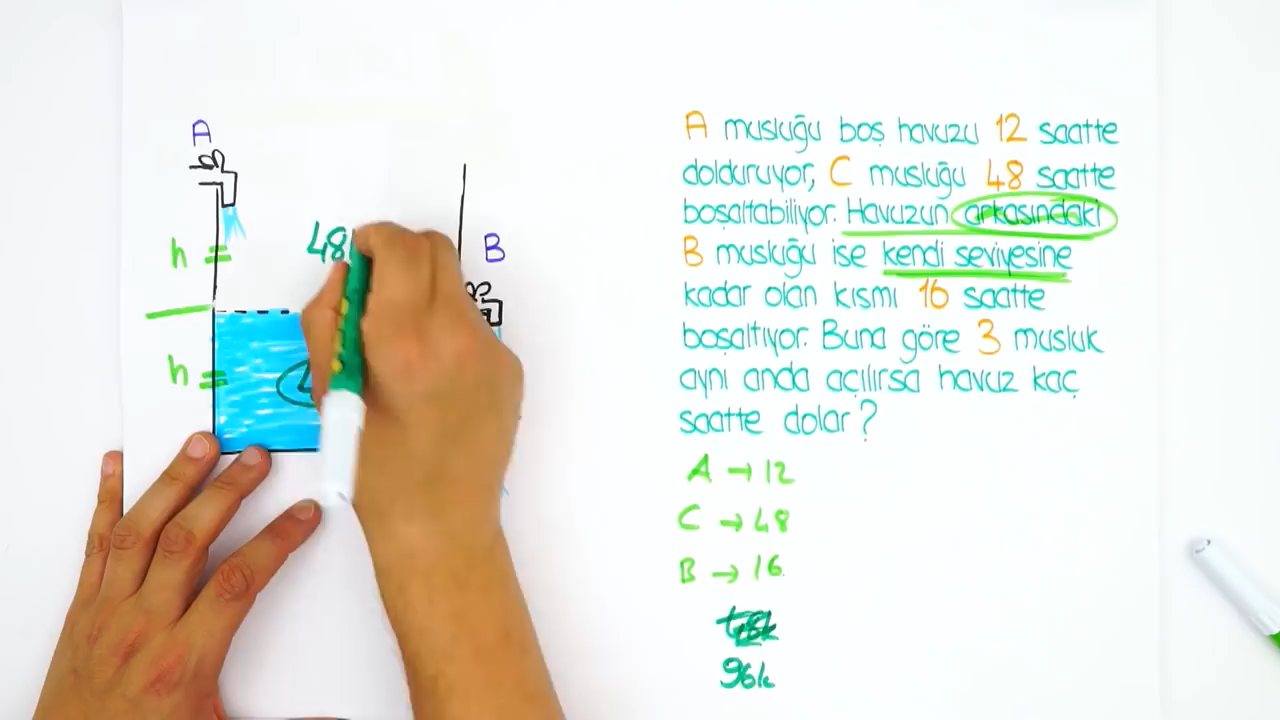 A
h
h
48
B
A musluğu boş havuzu 12 saatte
dolduruyor, C musluğu 48 saatte
boşaltabiliyor. Havuzun arkasındaki
B musluğu ise kendi seviyesine
kadar olan kısmı 16 saatte
boşaltıyor. Buna göre 3 musluk
aynı anda açılırsa havuz kaç
saatte dolar?
A → 12
C → 48
B → 16
96k